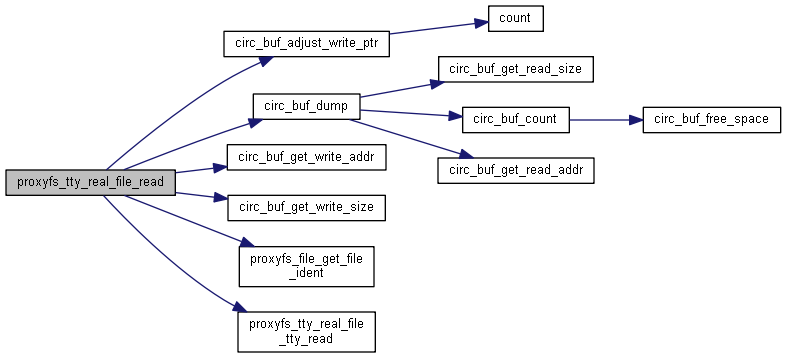 count
circ_buf_adjust_write_ptr
circ_buf_get_read_size
circ_buf_dump
circ_buf_count
circ_buf_free_space
circ_buf_get_write_addr
circ_buf_get_read_addr
proxyfs_tty_real_file_read
circ_buf_get_write_size
proxyfs_file_get_file
_ident
proxyfs_tty_real_file
_tty_read